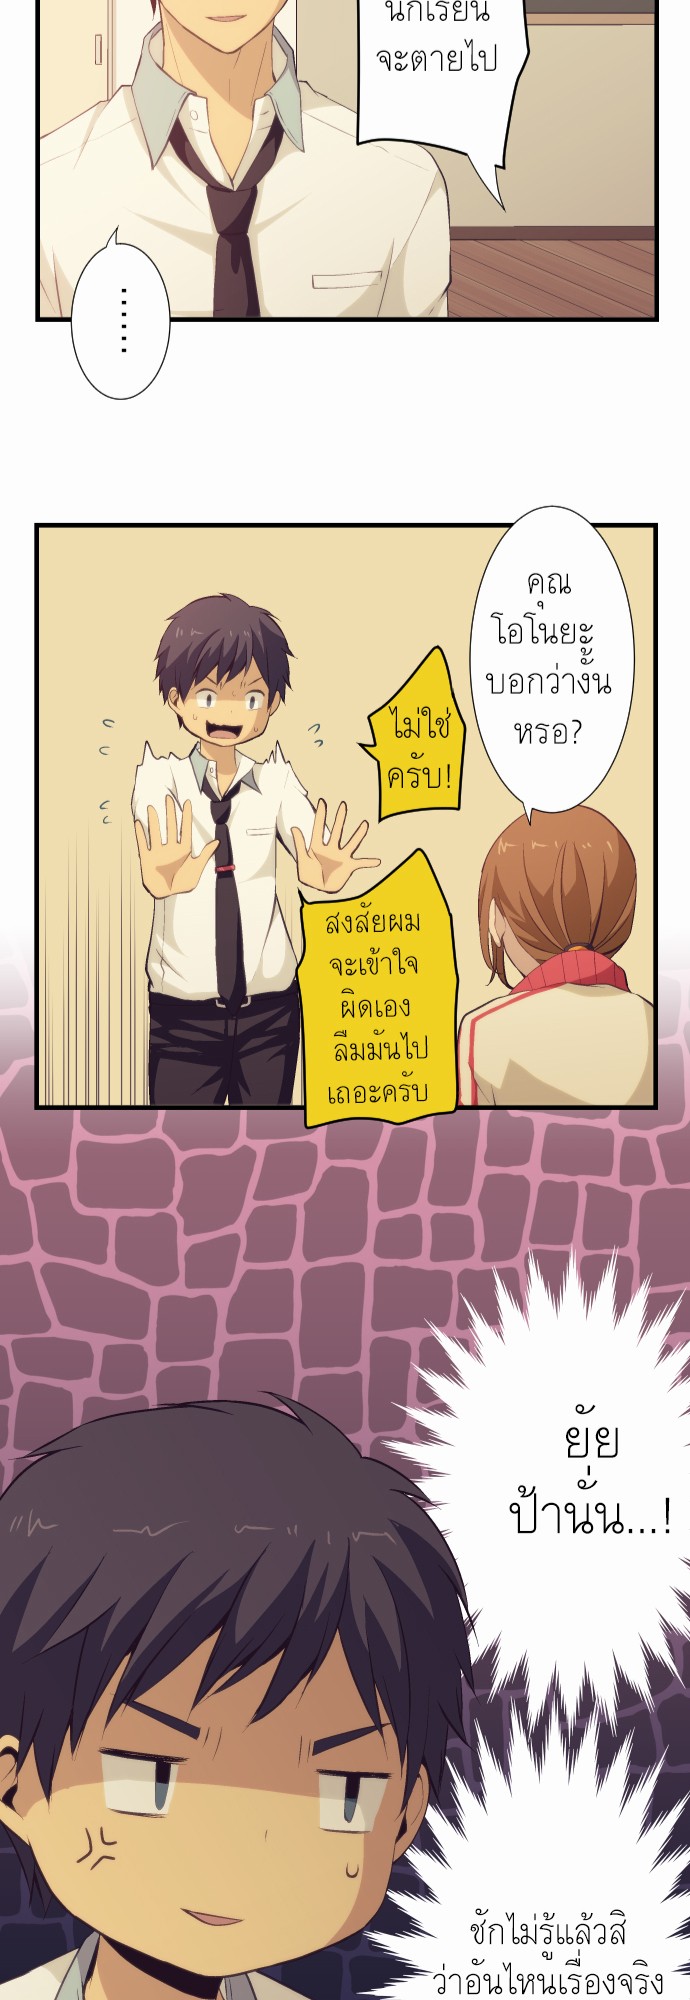 นักเรียน
จะตายไป
......
คุณ
โอโนยะ
บอกว่างั้น
หรอ?
ไม่ใช่
ครับ!
สงสัยผม
จะเข้าใจ
ผิดเอง
ลืมมันไป
เถอะครับ
ยัย
ป้านั่น...!
ชักไม่รู้แล้วสิ
ว่าอันไหนเรื่องจริง